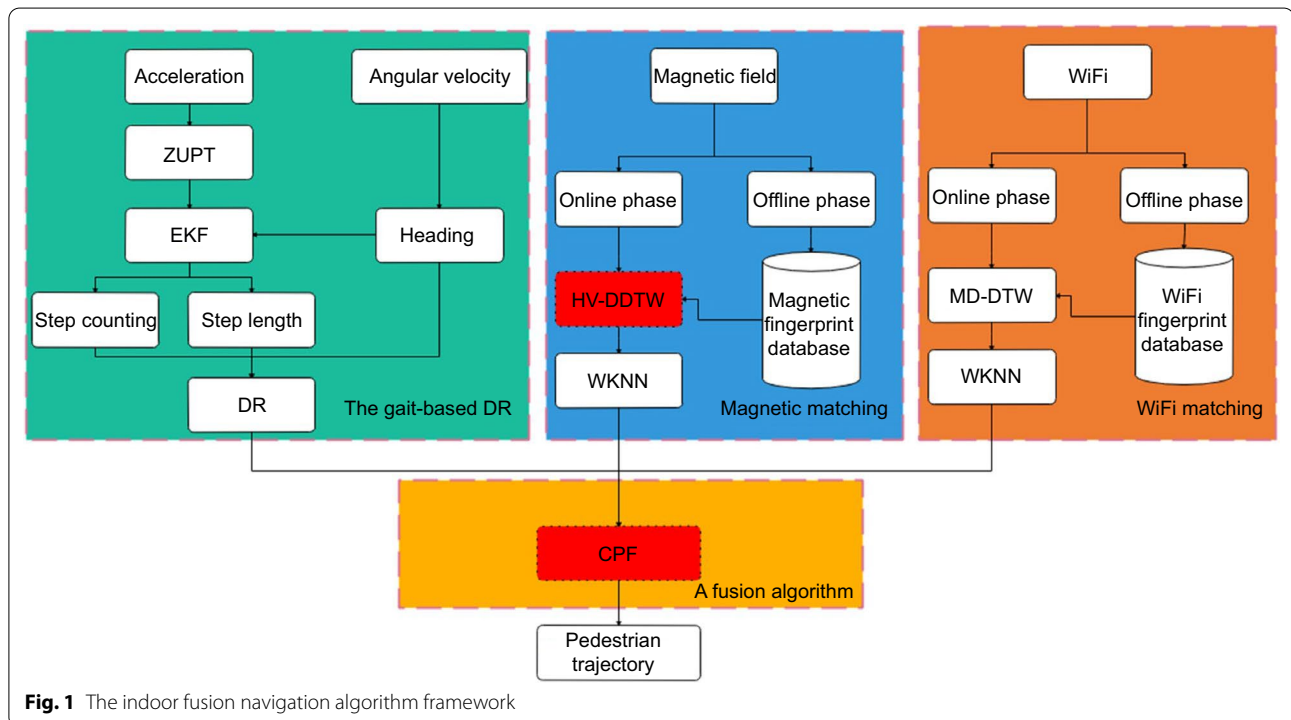 Acceleration
Angular velocity
ZUPT
EKF
Heading
Step counting
Step length
DR
The gait-based DR
Magnetic field
Online phase
Offline phase
HV-DDTW
Magnetic
fingerprint
database
WKNN
Magnetic matching
WiFi
Online phase
Offline phase
MD-DTW
WiFi
fingerprint
database
WKNN
WiFi matching
CPF
A fusion algorithm
Pedestrian
trajectory
Fig. 1 The indoor fusion navigation algorithm framework